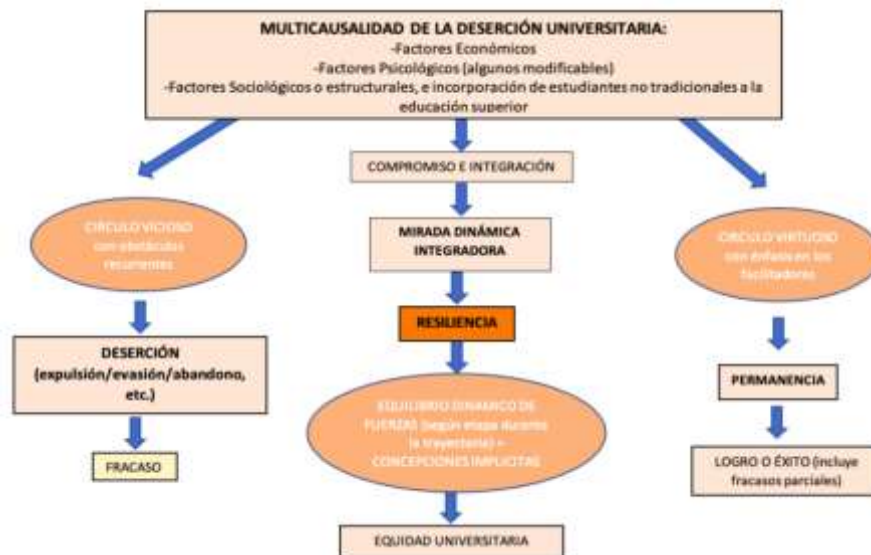 MULTICAUSALIDAD DE LA DESERCIÓN UNIVERSITARIA:
-Factores Económicos
-Factores Psicológicos (algunos modificables)
-Factores Sociológicos o estructurales, e incorporación de estudiantes no tradicionales a la
educación superior
COMPROMISO E INTEGRACIÓN
CÍRCULO VICIOSO
con obstáculos
recurrentes
MIRADA DINÁMICA
INTEGRADORA
CÍRCULO VIRTUOSO
con énfasis en los
facilitadores
RESILIENCIA
DESERCIÓN
(expulsión/evasión/abandono,
etc.)
PERMANENCIA
EQUILIBRIO DINAMICO DE
FUERZAS (según etapa durante
la trayectoria) +
CONCEPCIONES IMPLICITAS
FRACASO
LOGRO O ÉXITO (incluye
fracasos parciales)
EQUIDAD UNIVERSITARIA